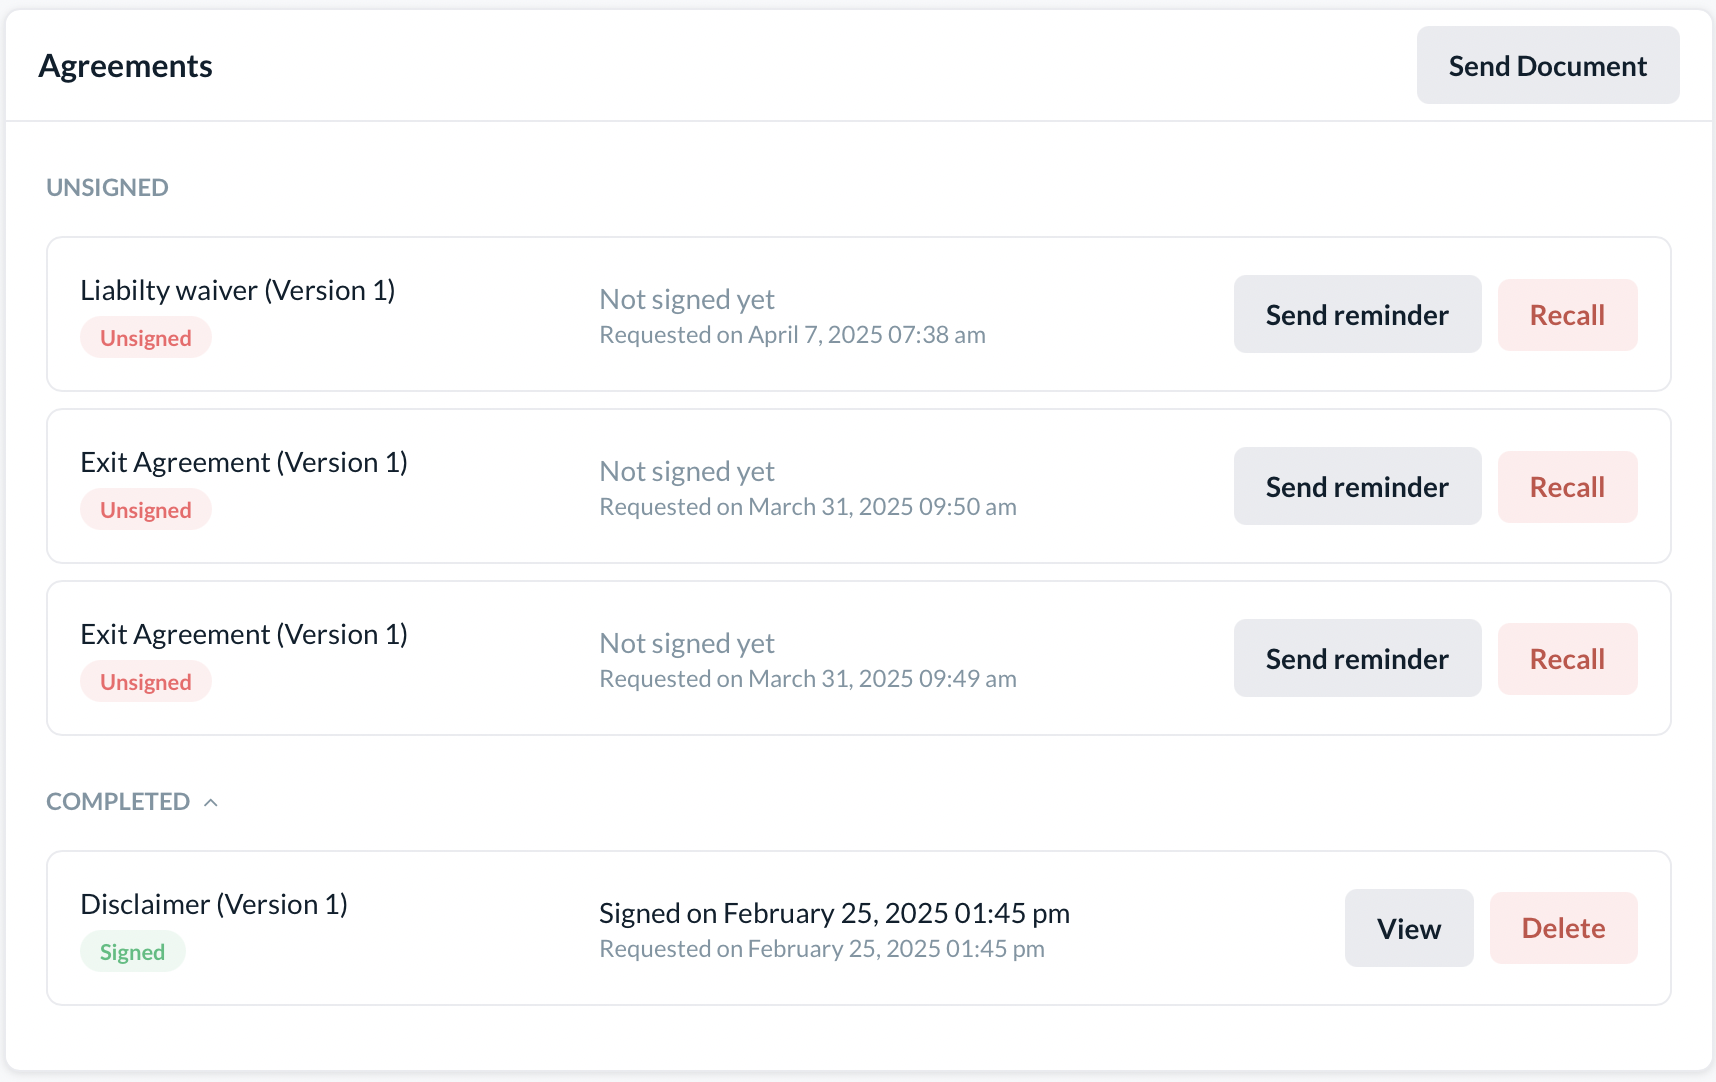 Agreements
Send Document
UNSIGNED
Liabilty waiver (Version 1)
Unsigned
Not signed yet
Requested on April 7, 2025 07:38 am
Send reminder
Recall
Exit Agreement (Version 1)
Unsigned
Not signed yet
Requested on March 31, 2025 09:50 am
Send reminder
Recall
Exit Agreement (Version 1)
Unsigned
Not signed yet
Requested on March 31, 2025 09:49 am
Send reminder
Recall
COMPLETED
Disclaimer (Version 1)
Signed
Signed on February 25, 2025 01:45 pm
Requested on February 25, 2025 01:45 pm
View
Delete